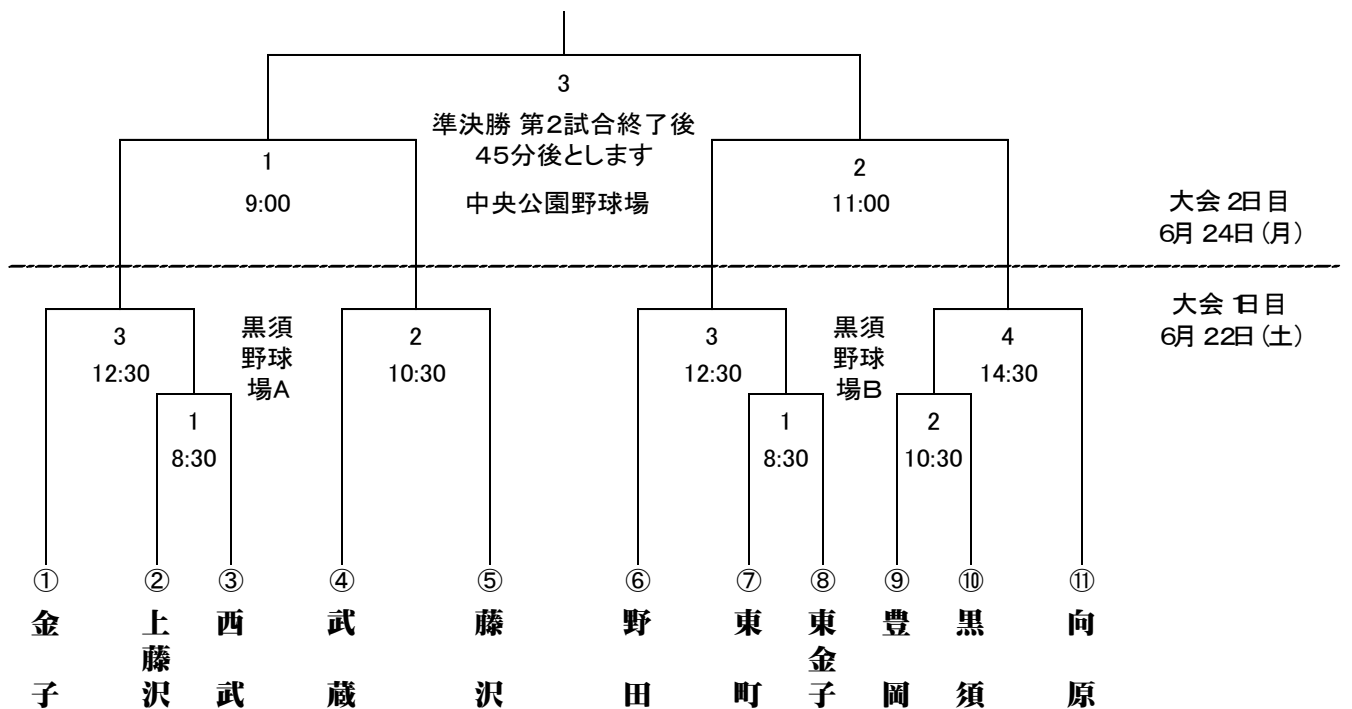 3
準決勝 第2試合終了後
45分後とします
1
2
9:00
中央公園野球場
11:00
大会 2日目
6月 24日 (月)
大会 1日目
6月 22日 (土)
3
12:30
黒須
野球
場A
2
10:30
3
12:30
黒須
野球
場B
4
14:30
1
8:30
1
8:30
2
10:30
① ② ③ ④ ⑤ ⑥ ⑦ ⑧ ⑨ ⑩ ⑪
金子
上藤沢
西武
武蔵
藤沢
野田
東町
東金子
豊岡
黒須
向原